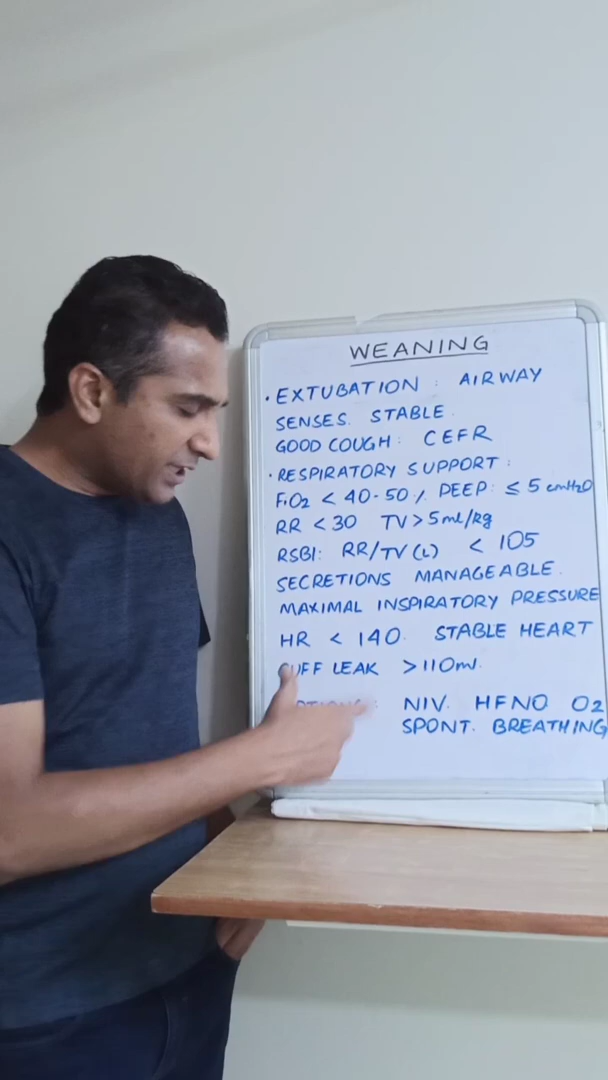 WEANING
• EXTUBATION : AIRWAY
SENSES. STABLE.
GOOD COUGH: CEFR
• RESPIRATORY SUPPORT :
FiO2 < 40-50% PEEP: ≤ 5 cmH2O
RR < 30 TV > 5ml/kg
RSBI: RR/TV (L) < 105
SECRETIONS MANAGEABLE.
MAXIMAL INSPIRATORY PRESSURE
HR < 140. STABLE HEART
CUFF LEAK > 110ml.
: NIV. HFNO O2
SPONT. BREATHING